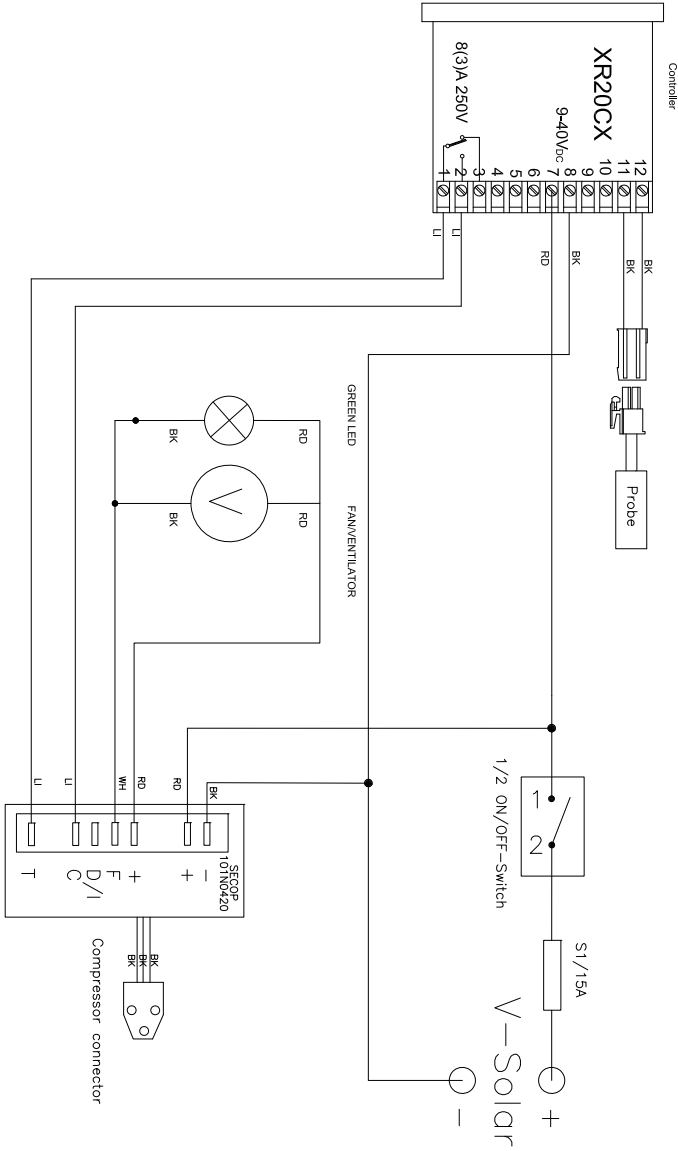 Controller
XR20CX
8(3)A 250V
9-40VDC
1 2 3 4 5 6 7 8 9 10 11 12
LI
LI
RD
BK
BK
BK
Probe
GREEN LED
FAN/VENTILATOR
BK
RD
V
BK
RD
1/2 ON/OFF-Switch
1
2
S1/15A
V-Solar
+
-
LI
LI
WH
RD
RD
BK
SECOP
101N0420
T
C
D/I
F
+
+
-
BK
BK
BK
Compressor connector